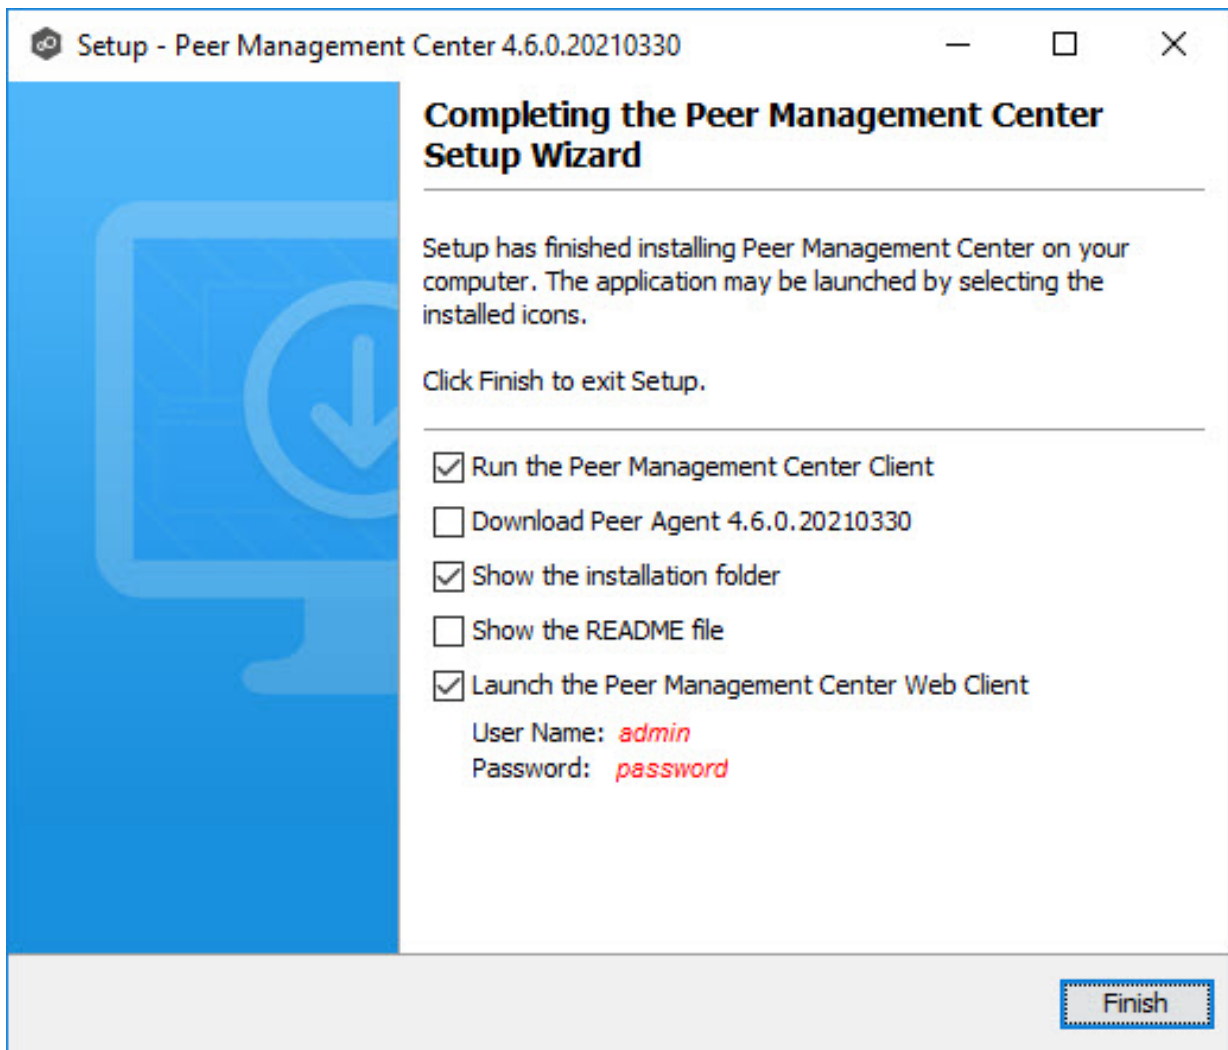 Setup - Peer Management Center 4.6.0.20210330
Completing the Peer Management Center
Setup Wizard
Setup has finished installing Peer Management Center on your
computer. The application may be launched by selecting the
installed icons.
Click Finish to exit Setup.
Run the Peer Management Center Client
Download Peer Agent 4.6.0.20210330
Show the installation folder
Show the README file
Launch the Peer Management Center Web Client
User Name: admin
Password: password
Finish